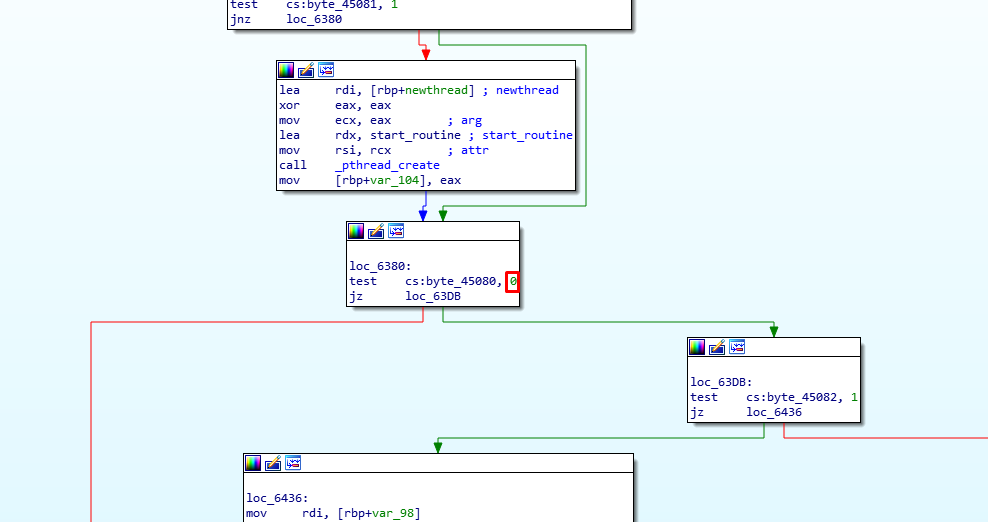 test cs:byte_45081, 1
jnz loc_6380
lea rdi, [rbp+newthread] ; newthread
xor eax, eax
mov ecx, eax ; arg
lea rdx, start_routine ; start_routine
mov rsi, rcx ; attr
call _pthread_create
mov [rbp+var_104], eax
loc_6380:
test cs:byte_45080, 0
jz loc_63DB
loc_63DB:
test cs:byte_45082, 1
jz loc_6436
loc_6436:
mov rdi, [rbp+var_98]